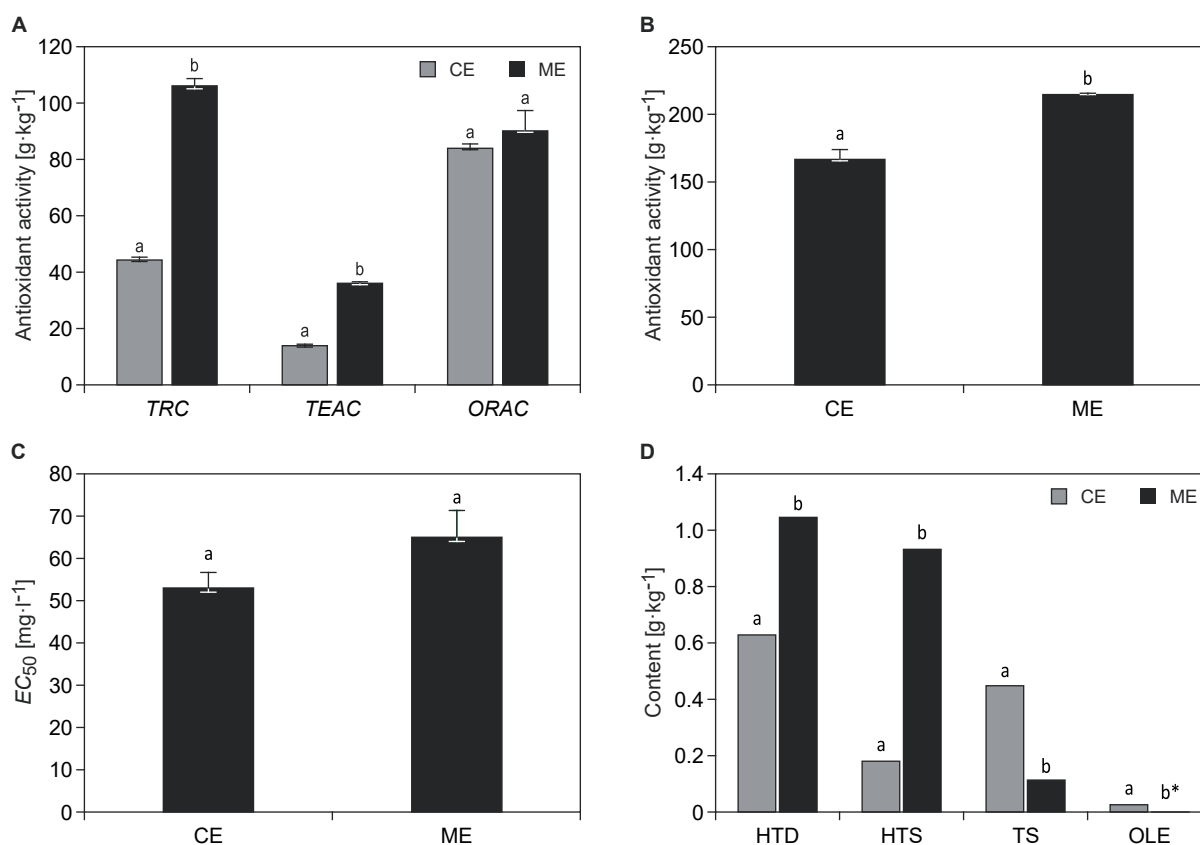 A
Antioxidant activity [g·kg⁻¹]
120
100
80
60
40
20
0
CE ME
a b
a b
a a
TRC TEAC ORAC
B
Antioxidant activity [g·kg⁻¹]
250
200
150
100
50
0
a b
CE ME
C
EC₅₀ [mg·l⁻¹]
80
70
60
50
40
30
20
10
0
a a
CE ME
D
Content [g·kg⁻¹]
1.4
1.0
0.8
0.6
0.4
0.2
0
CE ME
a b
a b
a b
a b*
HTD HTS TS OLE